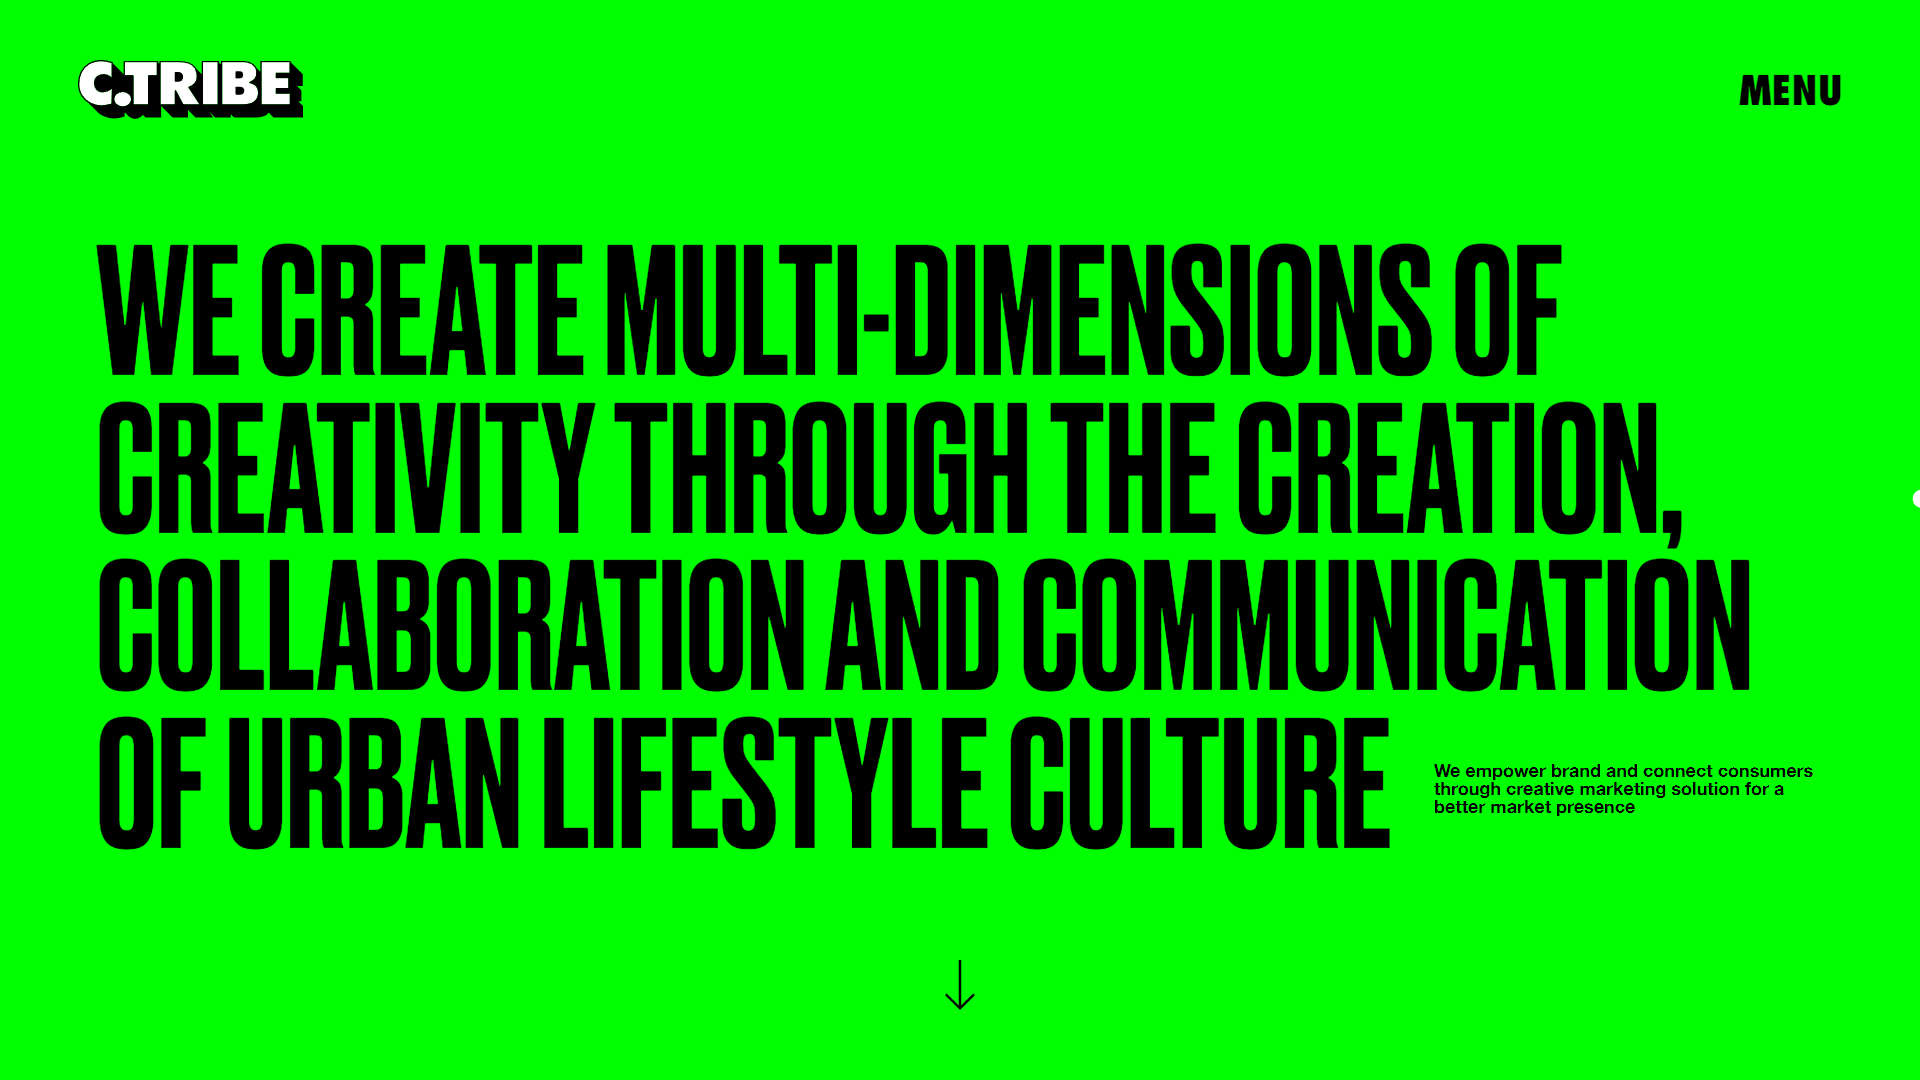 C.TRIBE
MENU
WE CREATE MULTI-DIMENSIONS OF
CREATIVITY THROUGH THE CREATION,
COLLABORATION AND COMMUNICATION
OF URBAN LIFESTYLE CULTURE
We empower brand and connect consumers
through creative marketing solution for a
better market presence